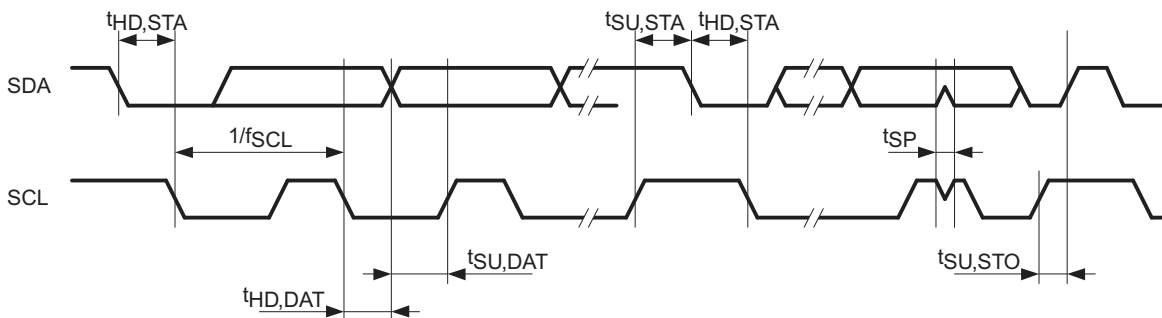 tHD,STA
tSU,STA
tHD,STA
SDA
1/fSCL
tSP
SCL
tSU,DAT
tSU,STO
tHD,DAT